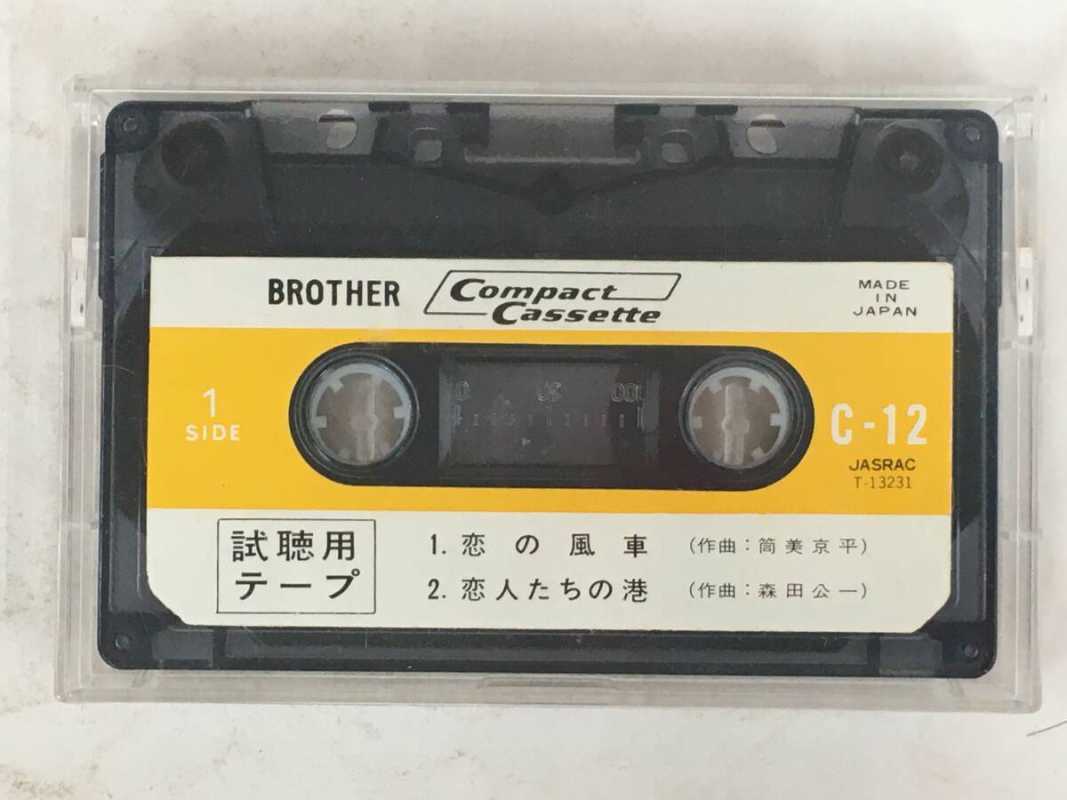 BROTHER Compact Cassette
MADE
IN
JAPAN
1
SIDE
C-12
JASRAC
T-13231
試聴用
テープ
1. 恋の風車 (作曲：筒美京平)
2. 恋人たちの港 (作曲：森田公一)